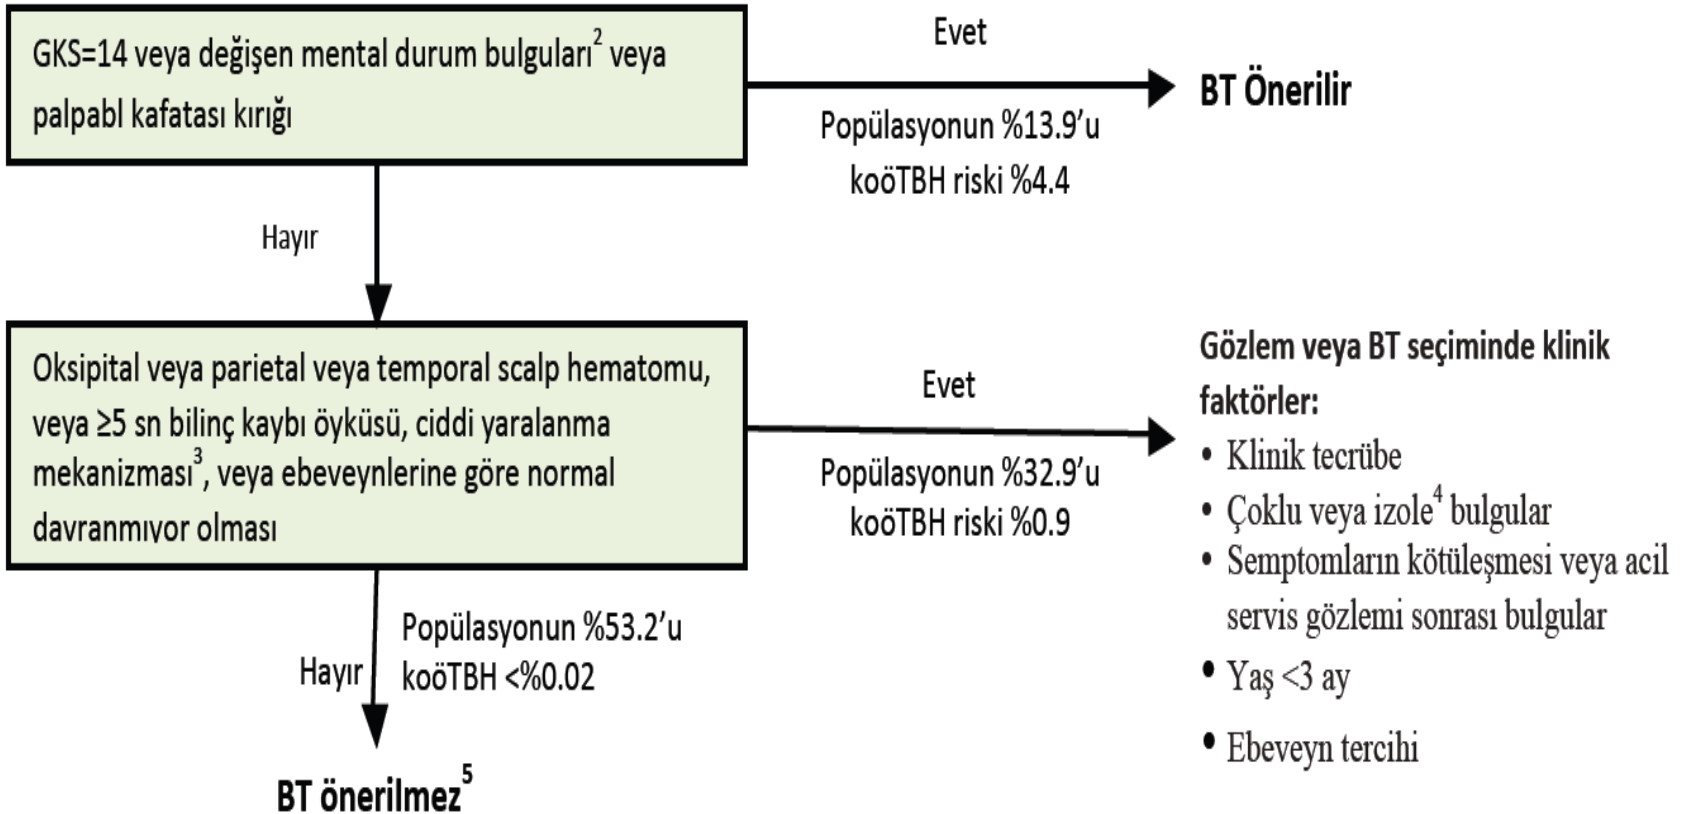 GKS=14 veya değişen mental durum bulguları² veya
palpabl kafatası kırığı
Evet
Popülasyonun %13.9’u
koöTBH riski %4.4
BT Önerilir
Hayır
Oksipital veya parietal veya temporal scalp hematomu,
veya ≥5 sn bilinç kaybı öyküsü, ciddi yaralanma
mekanizması³, veya ebeveynlerine göre normal
davranmıyor olması
Evet
Popülasyonun %32.9’u
koöTBH riski %0.9
Gözlem veya BT seçiminde klinik
faktörler:
• Klinik tecrübe
• Çoklu veya izole⁴ bulgular
• Semptomların kötüleşmesi veya acil
servis gözlemi sonrası bulgular
• Yaş <3 ay
• Ebeveyn tercihi
Hayır
Popülasyonun %53.2’u
koöTBH <%0.02
BT önerilmez⁵